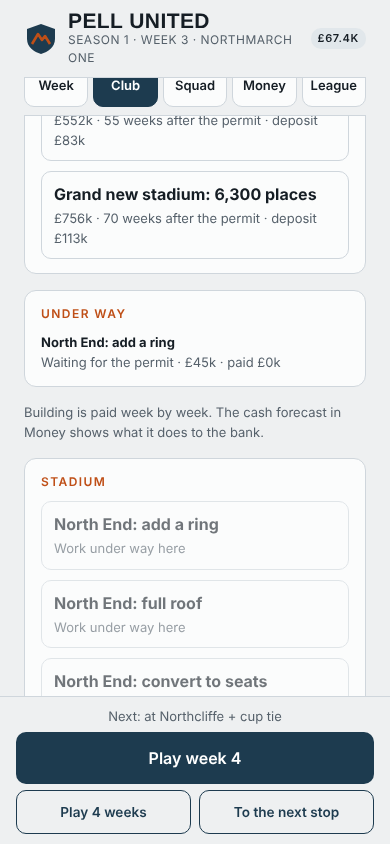 PELL UNITED
SEASON 1 · WEEK 3 · NORTHMARCH
ONE
£67.4K
Week
Club
Squad
Money
League
£552k · 55 weeks after the permit · deposit
£83k
Grand new stadium: 6,300 places
£756k · 70 weeks after the permit · deposit
£113k
UNDER WAY
North End: add a ring
Waiting for the permit · £45k · paid £0k
Building is paid week by week. The cash forecast in
Money shows what it does to the bank.
STADIUM
North End: add a ring
Work under way here
North End: full roof
Work under way here
North End: convert to seats
Next: at Northcliffe + cup tie
Play week 4
Play 4 weeks
To the next stop